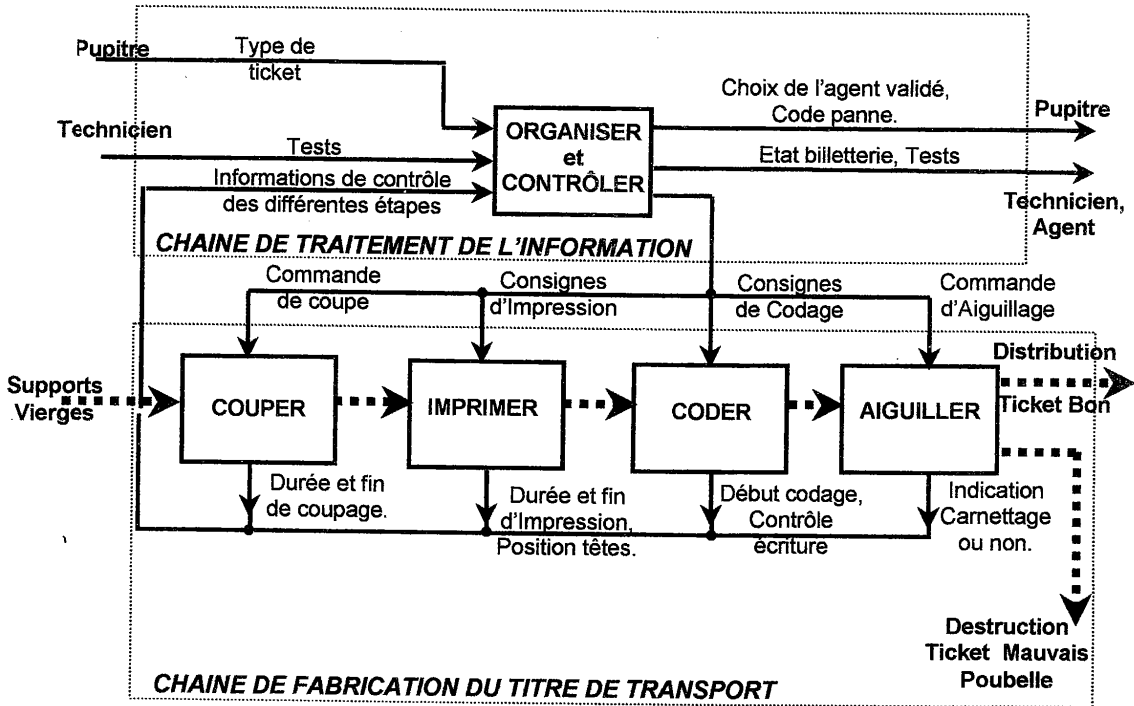 Pupitre
Type de
ticket
Choix de l'agent validé,
Code panne.
Pupitre
Technicien
Tests
ORGANISER
et
CONTRÔLER
Etat billetterie, Tests
Informations de contrôle
des différentes étapes
Technicien,
Agent
CHAINE DE TRAITEMENT DE L'INFORMATION
Commande
de coupe
Consignes
d'Impression
Consignes
de Codage
Commande
d'Aiguillage
Supports
Vierges
COUPER
IMPRIMER
CODER
AIGUILLER
Distribution
Ticket Bon
Durée et fin
de coupage.
Durée et fin
d'Impression,
Position têtes.
Début codage,
Contrôle
écriture
Indication
Carnettage
ou non.
Destruction
Ticket Mauvais
Poubelle
CHAINE DE FABRICATION DU TITRE DE TRANSPORT